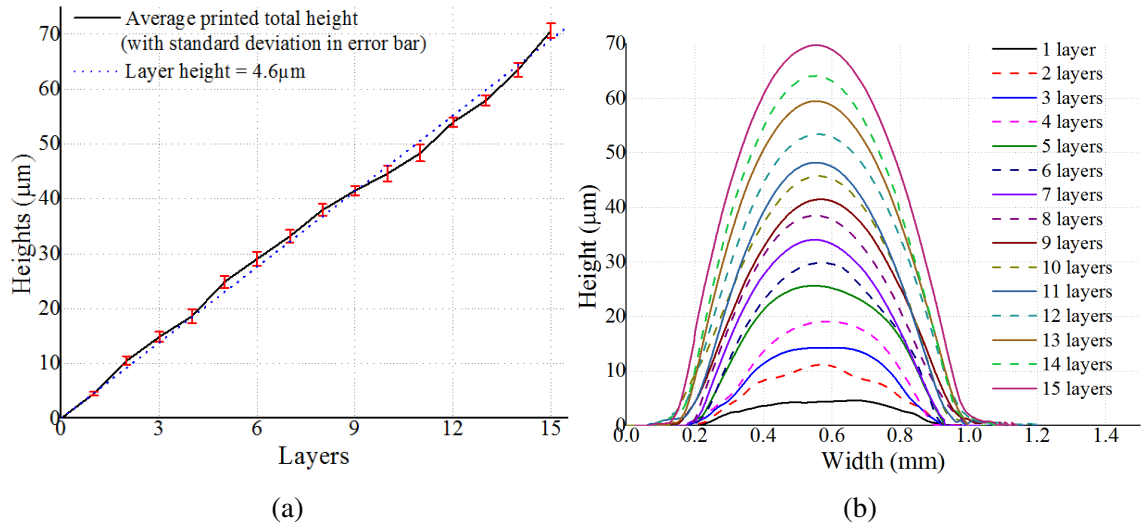 Average printed total height
(with standard deviation in error bar)
Layer height = 4.6μm
70
60
50
40
30
20
10
0
Heights (μm)
0
3
6
9
12
15
Layers
(a)
70
60
50
40
30
20
10
0
Height (μm)
0.0
0.2
0.4
0.6
0.8
1.0
1.2
1.4
Width (mm)
1 layer
2 layers
3 layers
4 layers
5 layers
6 layers
7 layers
8 layers
9 layers
10 layers
11 layers
12 layers
13 layers
14 layers
15 layers
(b)